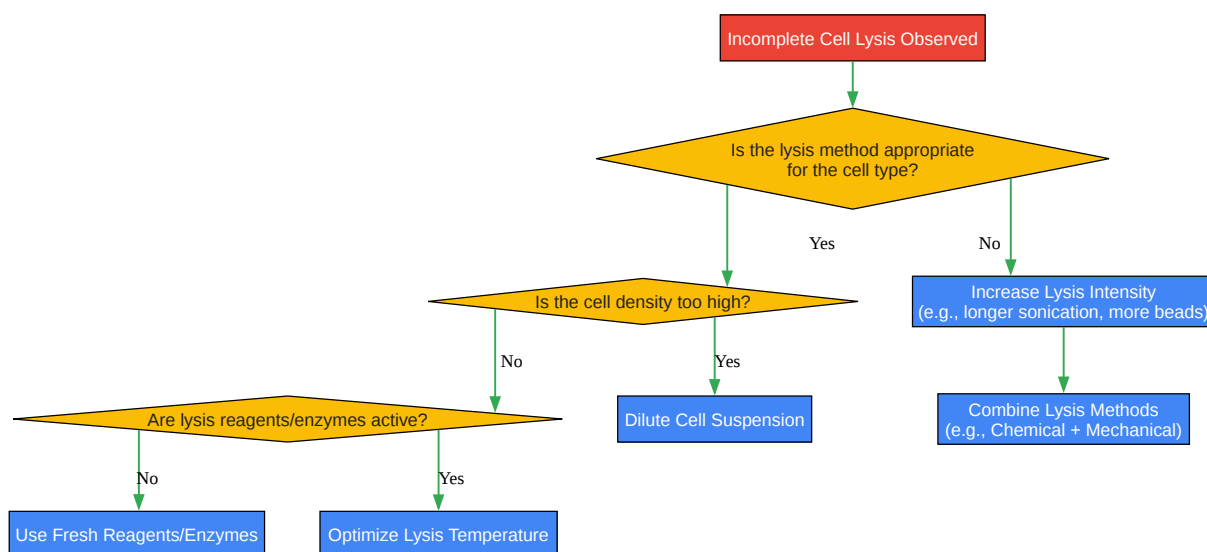 Incomplete Cell Lysis Observed
Is the lysis method appropriate
for the cell type?
Yes
No
Is the cell density too high?
Increase Lysis Intensity
(e.g., longer sonication, more beads)
No
Yes
Are lysis reagents/enzymes active?
Dilute Cell Suspension
Combine Lysis Methods
(e.g., Chemical + Mechanical)
No
Yes
Use Fresh Reagents/Enzymes
Optimize Lysis Temperature